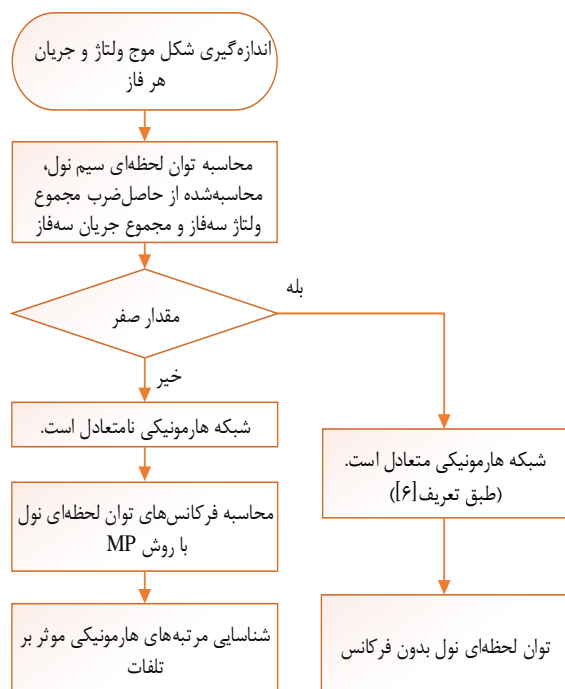 اندازه‌گیری شکل موج ولتاژ و جریان
هر فاز
محاسبه توان لحظه‌ای سیم نول،
محاسبه‌شده از حاصل‌ضرب مجموع
ولتاژ سه‌فاز و مجموع جریان سه‌فاز
مقدار صفر
بله
خیر
شبکه هارمونیکی نامتعادل است.
محاسبه فرکانس‌های توان لحظه‌ای نول
با روش MP
شناسایی مرتبه‌های هارمونیکی موثر بر
تلفات
شبکه هارمونیکی متعادل است.
(طبق تعریف[۶])
توان لحظه‌ای نول بدون فرکانس